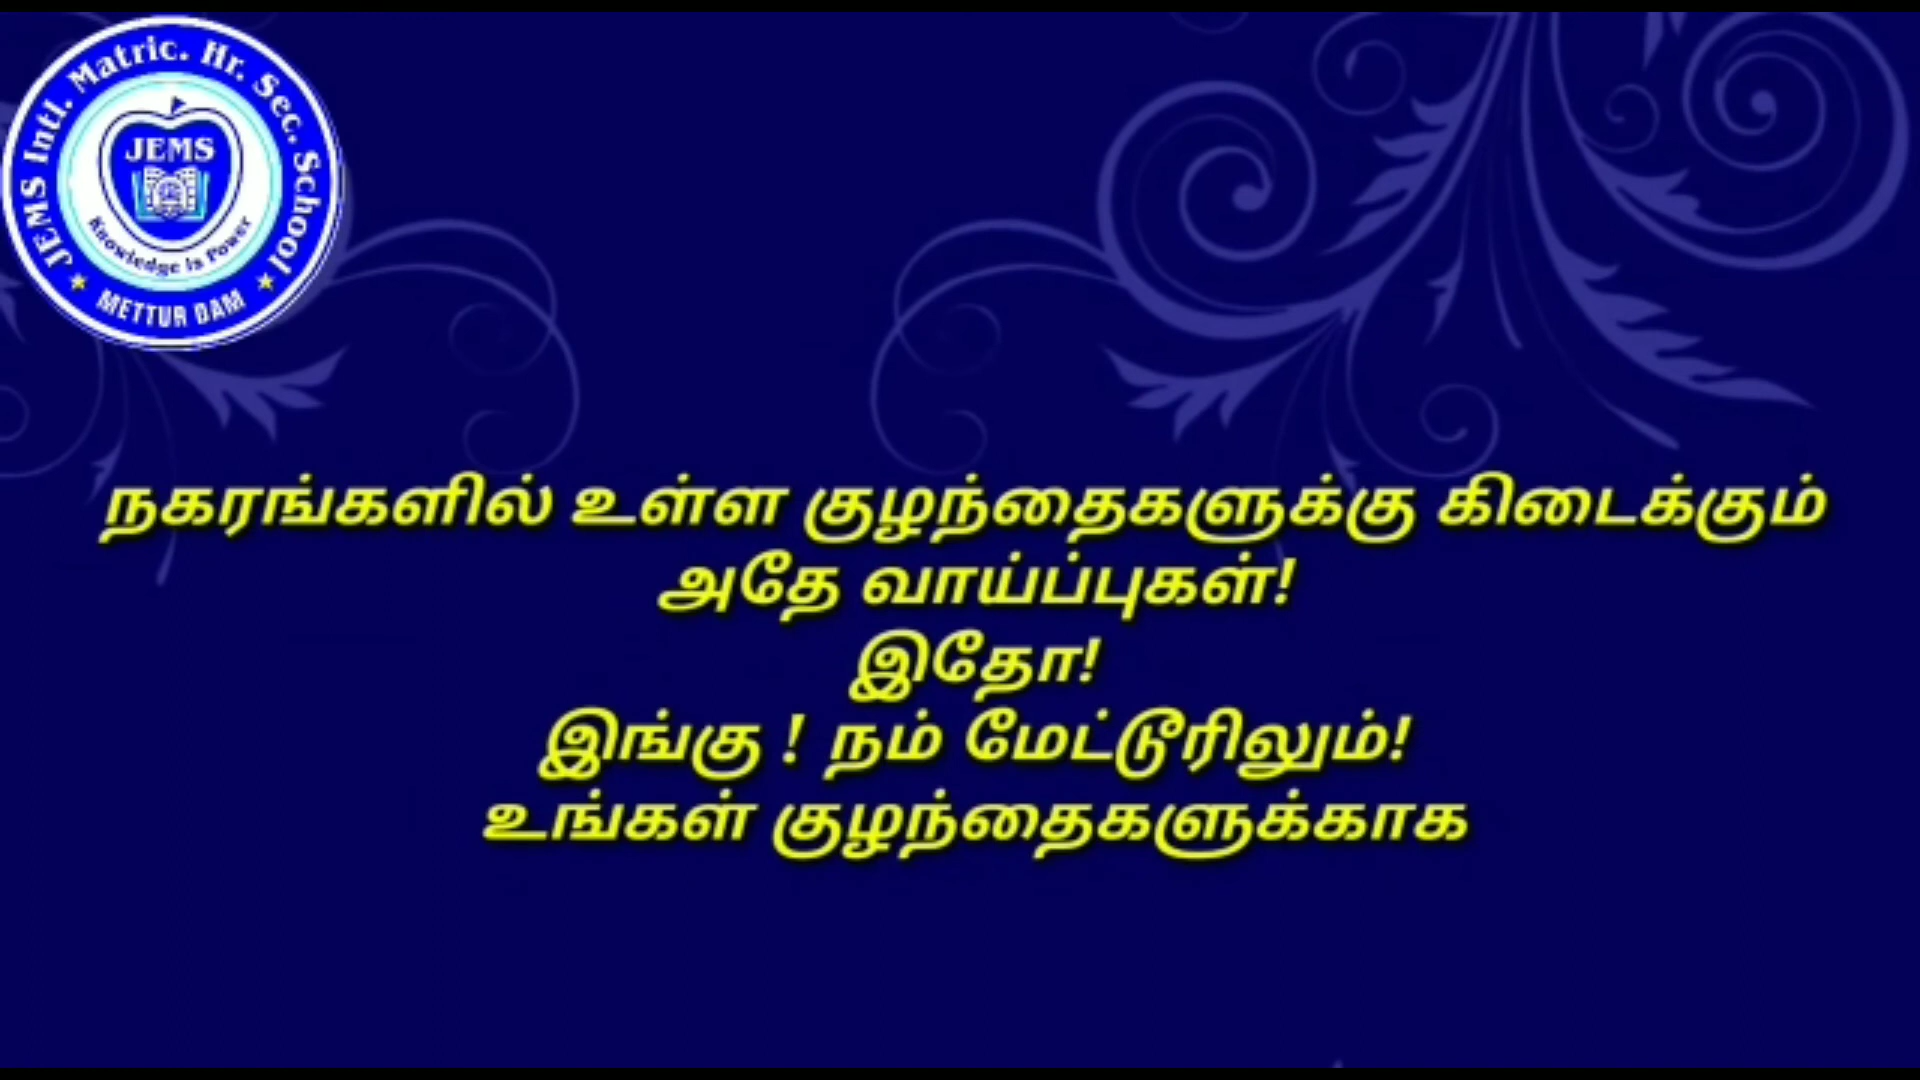 JEMS Intl. Matric. Hr. Sec. School
JEMS
Knowledge is Power
METTUR DAM
நகரங்களில் உள்ள குழந்தைகளுக்கு கிடைக்கும்
அதே வாய்ப்புகள்!
இதோ!
இங்கு ! நம் மேட்டூரிலும்!
உங்கள் குழந்தைகளுக்காக